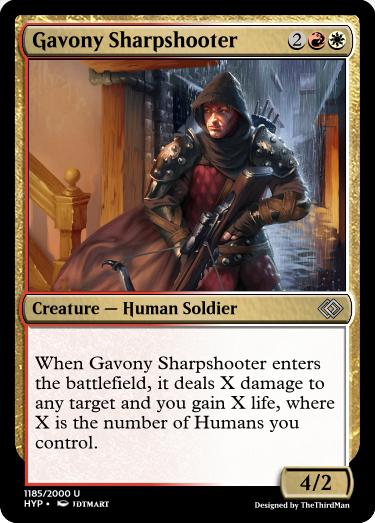 Gavony Sharpshooter 2
Creature — Human Soldier
When Gavony Sharpshooter enters
the battlefield, it deals X damage to
any target and you gain X life, where
X is the number of Humans you
control.
4/2
1185/2000 U
HYP • JDTMART
Designed by TheThirdMan